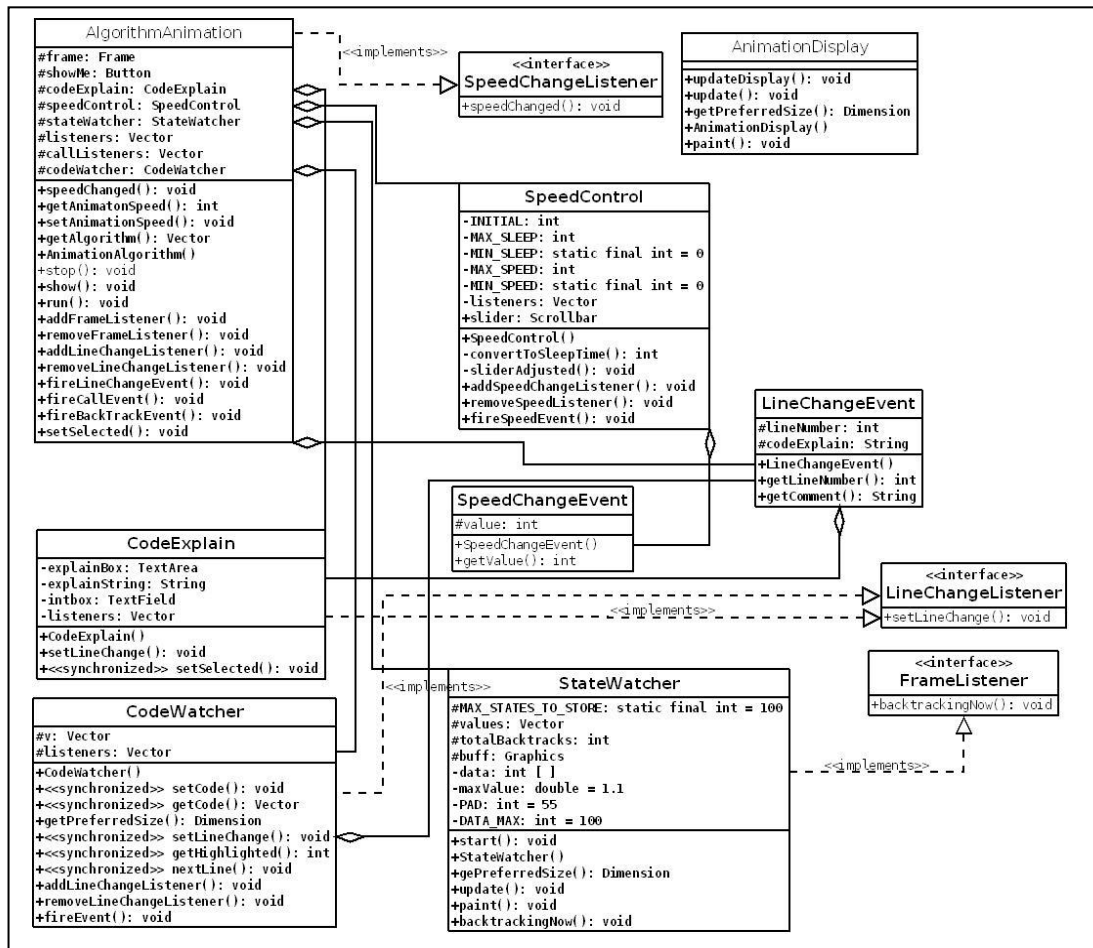 AlgorithmAnimation
#frame: Frame
#showMe: Button
#codeExplain: CodeExplain
#speedControl: SpeedControl
#stateWatcher: StateWatcher
#listeners: Vector
#callListeners: Vector
#codeWatcher: CodeWatcher
+speedChanged(): void
+getAnimatonSpeed(): int
+setAnimationSpeed(): void
+getAlgorithm(): Vector
+AnimationAlgorithm()
+stop(): void
+show(): void
+run(): void
+addFrameListener(): void
+removeFrameListener(): void
+addLineChangeListener(): void
+removeLineChangeListener(): void
+fireLineChangeEvent(): void
+fireCallEvent(): void
+fireBackTrackEvent(): void
+setSelected(): void
<<implements>>
<<interface>>
SpeedChangeListener
+speedChanged(): void
AnimationDisplay
+updateDisplay(): void
+update(): void
+getPreferredSize(): Dimension
+AnimationDisplay()
+paint(): void
SpeedControl
-INITIAL: int
-MAX_SLEEP: int
-MIN_SLEEP: static final int = 0
-MAX_SPEED: int
-MIN_SPEED: static final int = 0
-listeners: Vector
+slider: Scrollbar
+SpeedControl()
-convertToSleepTime(): int
-sliderAdjusted(): void
+addSpeedChangeListener(): void
+removeSpeedListener(): void
+fireSpeedEvent(): void
LineChangeEvent
#lineNumber: int
#codeExplain: String
+LineChangeEvent()
+getLineNumber(): int
+getComment(): String
SpeedChangeEvent
#value: int
+SpeedChangeEvent()
+getValue(): int
CodeExplain
-explainBox: TextArea
-explainString: String
-intbox: TextField
-listeners: Vector
+CodeExplain()
+setLineChange(): void
+<<synchronized>> setSelected(): void
<<implements>>
<<interface>>
LineChangeListener
+setLineChange(): void
<<interface>>
FrameListener
+backtrackingNow(): void
<<implements>>
CodeWatcher
#v: Vector
#listeners: Vector
+CodeWatcher()
+<<synchronized>> setCode(): void
+<<synchronized>> getCode(): Vector
+getPreferredSize(): Dimension
+<<synchronized>> setLineChange(): void
+<<synchronized>> getHighlighted(): int
+<<synchronized>> nextLine(): void
+addLineChangeListener(): void
+removeLineChangeListener(): void
+fireEvent(): void
StateWatcher
#MAX_STATES_TO_STORE: static final int = 100
#values: Vector
#totalBacktracks: int
#buff: Graphics
-data: int [ ]
-maxValue: double = 1.1
-PAD: int = 55
-DATA_MAX: int = 100
+start(): void
+StateWatcher()
+gePreferredSize(): Dimension
+update(): void
+paint(): void
+backtrackingNow(): void
<<implements>>